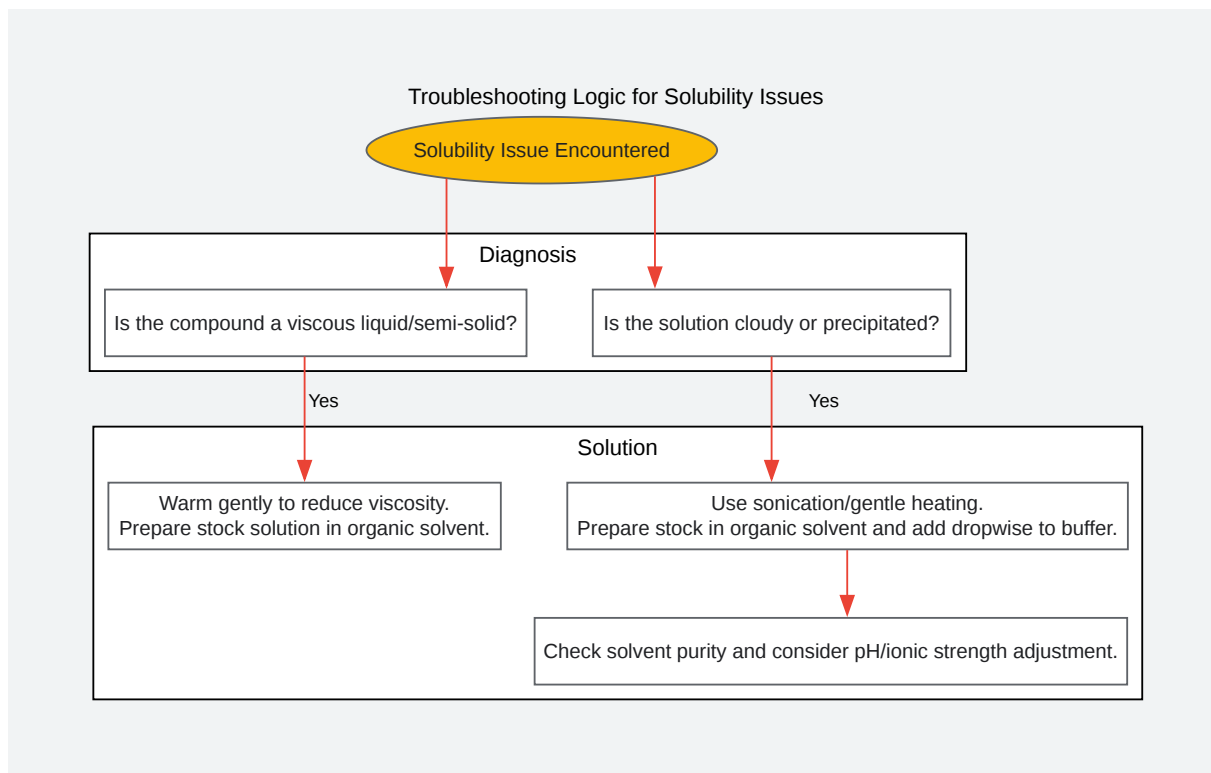 Troubleshooting Logic for Solubility Issues
Solubility Issue Encountered
Diagnosis
Is the compound a viscous liquid/semi-solid?
Is the solution cloudy or precipitated?
Yes
Yes
Solution
Warm gently to reduce viscosity.
Prepare stock solution in organic solvent.
Use sonication/gentle heating.
Prepare stock in organic solvent and add dropwise to buffer.
Check solvent purity and consider pH/ionic strength adjustment.